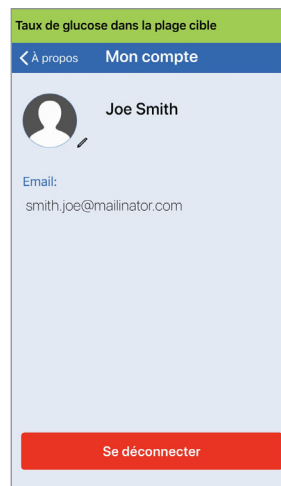 Taux de glucose dans la plage cible
À propos Mon compte
Joe Smith
Email:
smith.joe@mailinator.com
Se déconnecter